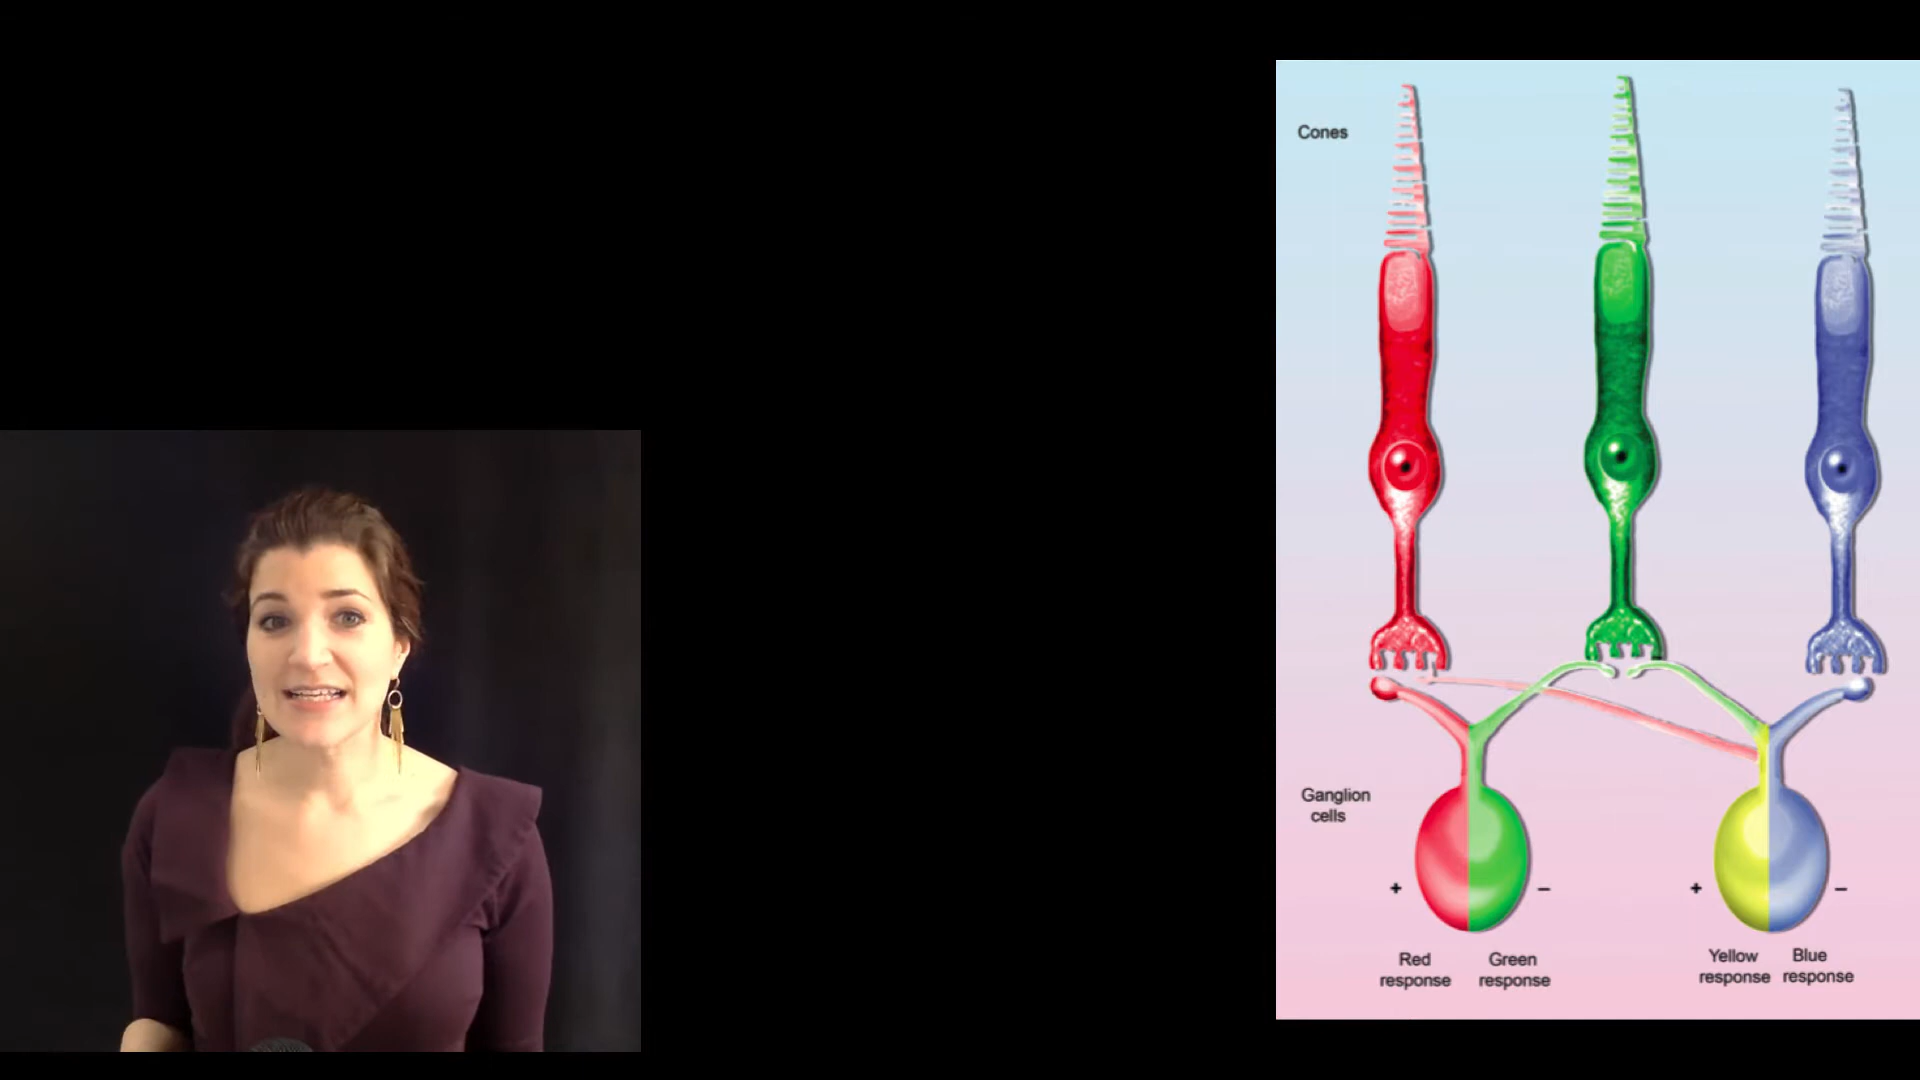 Cones
Ganglion
cells
+ – + –
Red Green Yellow Blue
response response response response